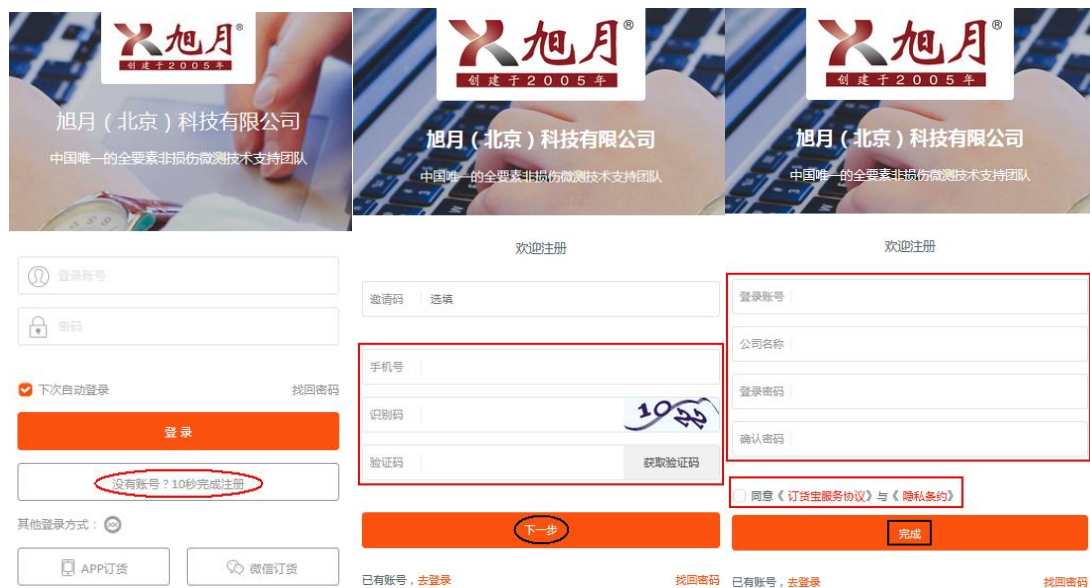 旭月®
创建于2005年
旭月（北京）科技有限公司
中国唯一的全要素非损伤微测技术支持团队
登录账号
密码
下次自动登录 找回密码
登录
没有账号？10秒完成注册
其他登录方式：
APP订货 微信订货
旭月®
创建于2005年
旭月（北京）科技有限公司
中国唯一的全要素非损伤微测技术支持团队
欢迎注册
邀请码 选填
手机号
识别码
验证码 获取验证码
下一步
已有账号，去登录 找回密码
旭月®
创建于2005年
旭月（北京）科技有限公司
中国唯一的全要素非损伤微测技术支持团队
欢迎注册
登录账号
公司名称
登录密码
确认密码
同意《订货宝服务协议》与《隐私条约》
完成
已有账号，去登录 找回密码